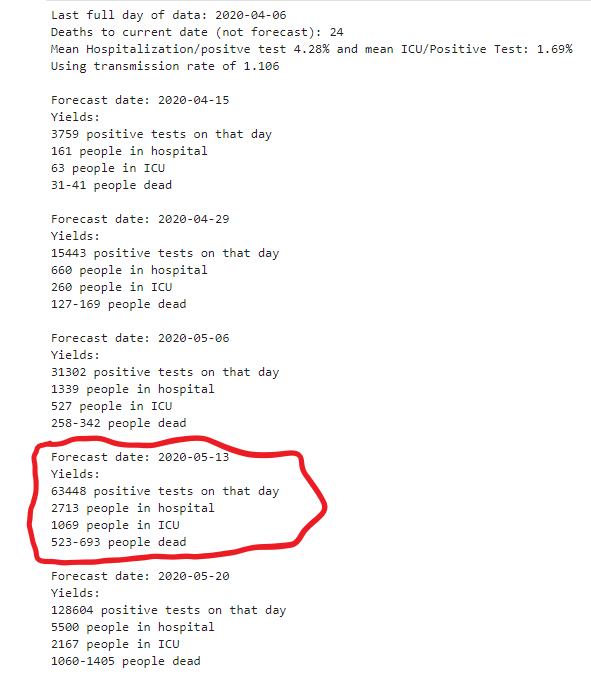 Last full day of data: 2020-04-06
Deaths to current date (not forecast): 24
Mean Hospitalization/positve test 4.28% and mean ICU/Positive Test: 1.69%
Using transmission rate of 1.106
Forecast date: 2020-04-15
Yields:
3759 positive tests on that day
161 people in hospital
63 people in ICU
31-41 people dead
Forecast date: 2020-04-29
Yields:
15443 positive tests on that day
660 people in hospital
260 people in ICU
127-169 people dead
Forecast date: 2020-05-06
Yields:
31302 positive tests on that day
1339 people in hospital
527 people in ICU
258-342 people dead
Forecast date: 2020-05-13
Yields:
63448 positive tests on that day
2713 people in hospital
1069 people in ICU
523-693 people dead
Forecast date: 2020-05-20
Yields:
128604 positive tests on that day
5500 people in hospital
2167 people in ICU
1060-1405 people dead